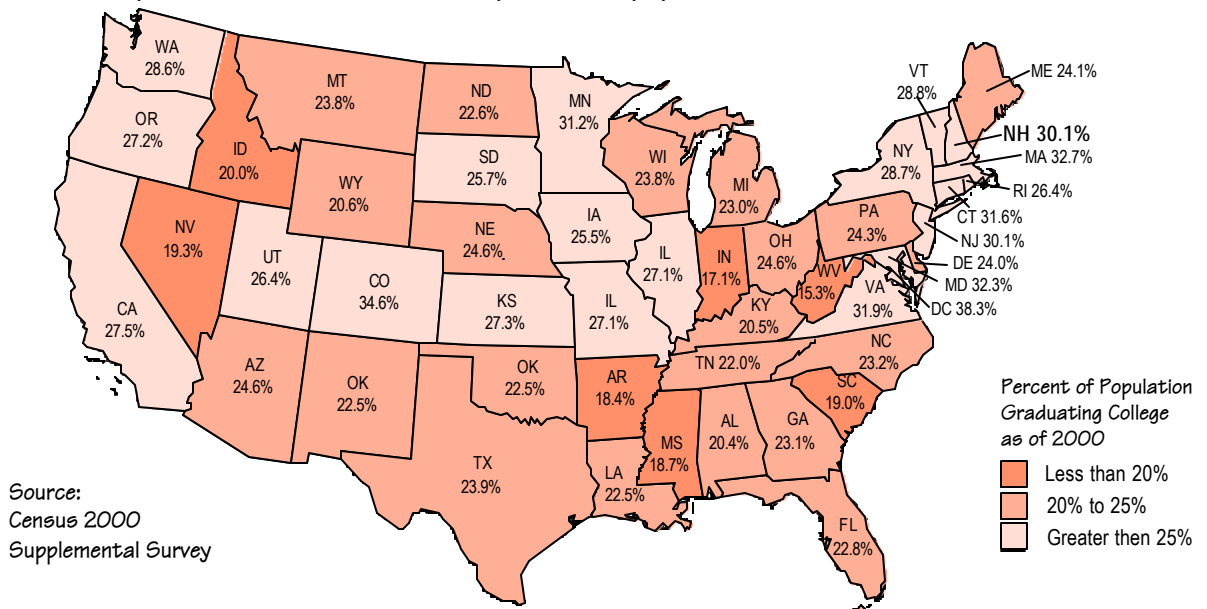 WA
28.6%
MT
23.8%
ND
22.6%
MN
31.2%
VT
28.8%
ME 24.1%
OR
27.2%
ID
20.0%
SD
25.7%
WI
23.8%
NY
28.7%
NH 30.1%
MA 32.7%
RI 26.4%
WY
20.6%
MI
23.0%
CT 31.6%
NJ 30.1%
DE 24.0%
MD 32.3%
DC 38.3%
NV
19.3%
UT
26.4%
NE
24.6%
IA
25.5%
PA
24.3%
CO
34.6%
IL
27.1%
IN
17.1%
OH
24.6%
WV
15.3%
VA
31.9%
CA
27.5%
KS
27.3%
IL
27.1%
KY
20.5%
NC
23.2%
TN 22.0%
AZ
24.6%
OK
22.5%
OK
22.5%
AR
18.4%
SC
19.0%
MS
18.7%
AL
20.4%
GA
23.1%
TX
23.9%
LA
22.5%
FL
22.8%
Percent of Population
Graduating College
as of 2000
Less than 20%
20% to 25%
Greater then 25%
Source:
Census 2000
Supplemental Survey